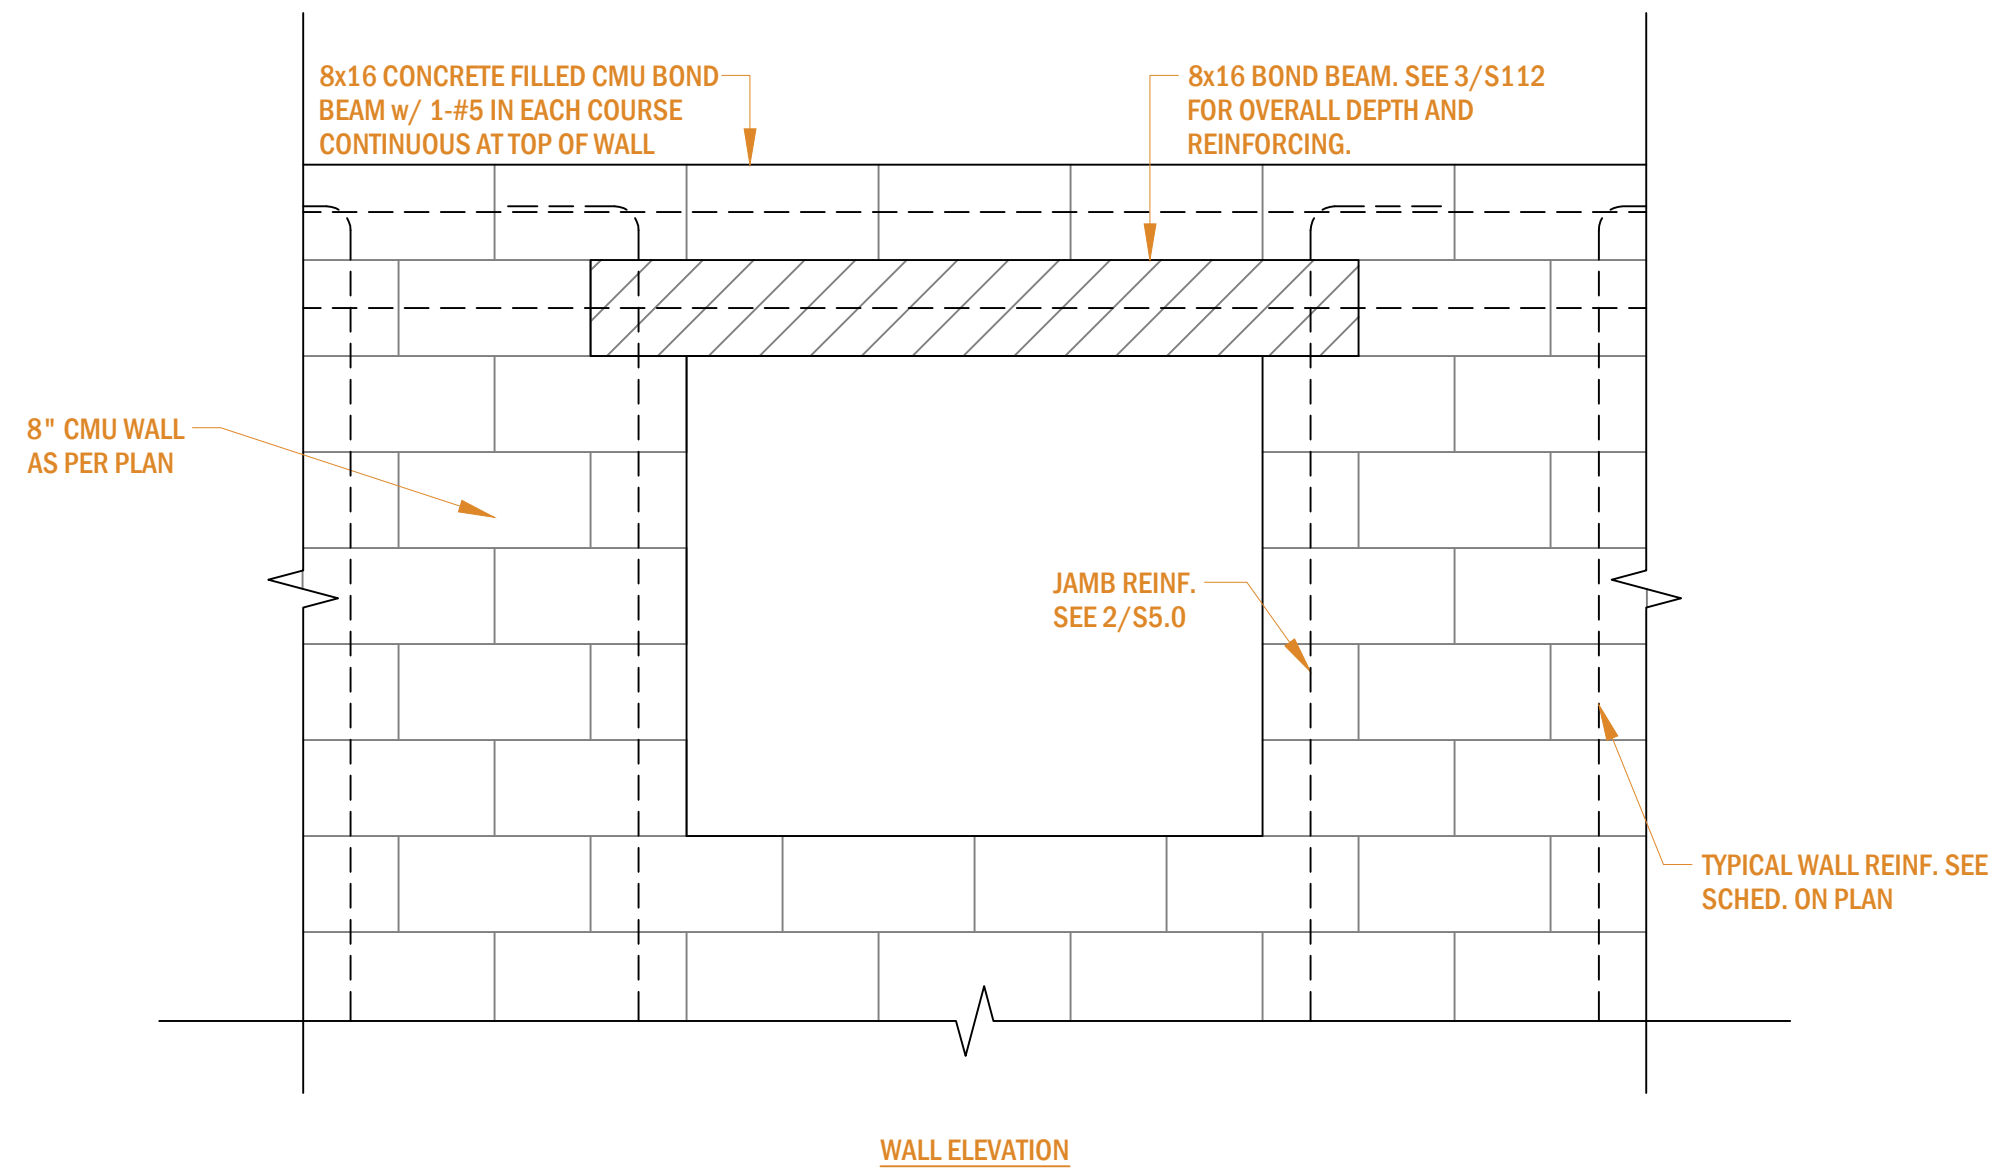 8x16 CONCRETE FILLED CMU BOND
BEAM w/ 1-#5 IN EACH COURSE
CONTINUOUS AT TOP OF WALL
8x16 BOND BEAM. SEE 3/S112
FOR OVERALL DEPTH AND
REINFORCING.
8" CMU WALL
AS PER PLAN
JAMB REINF.
SEE 2/S5.0
TYPICAL WALL REINF. SEE
SCHED. ON PLAN
WALL ELEVATION